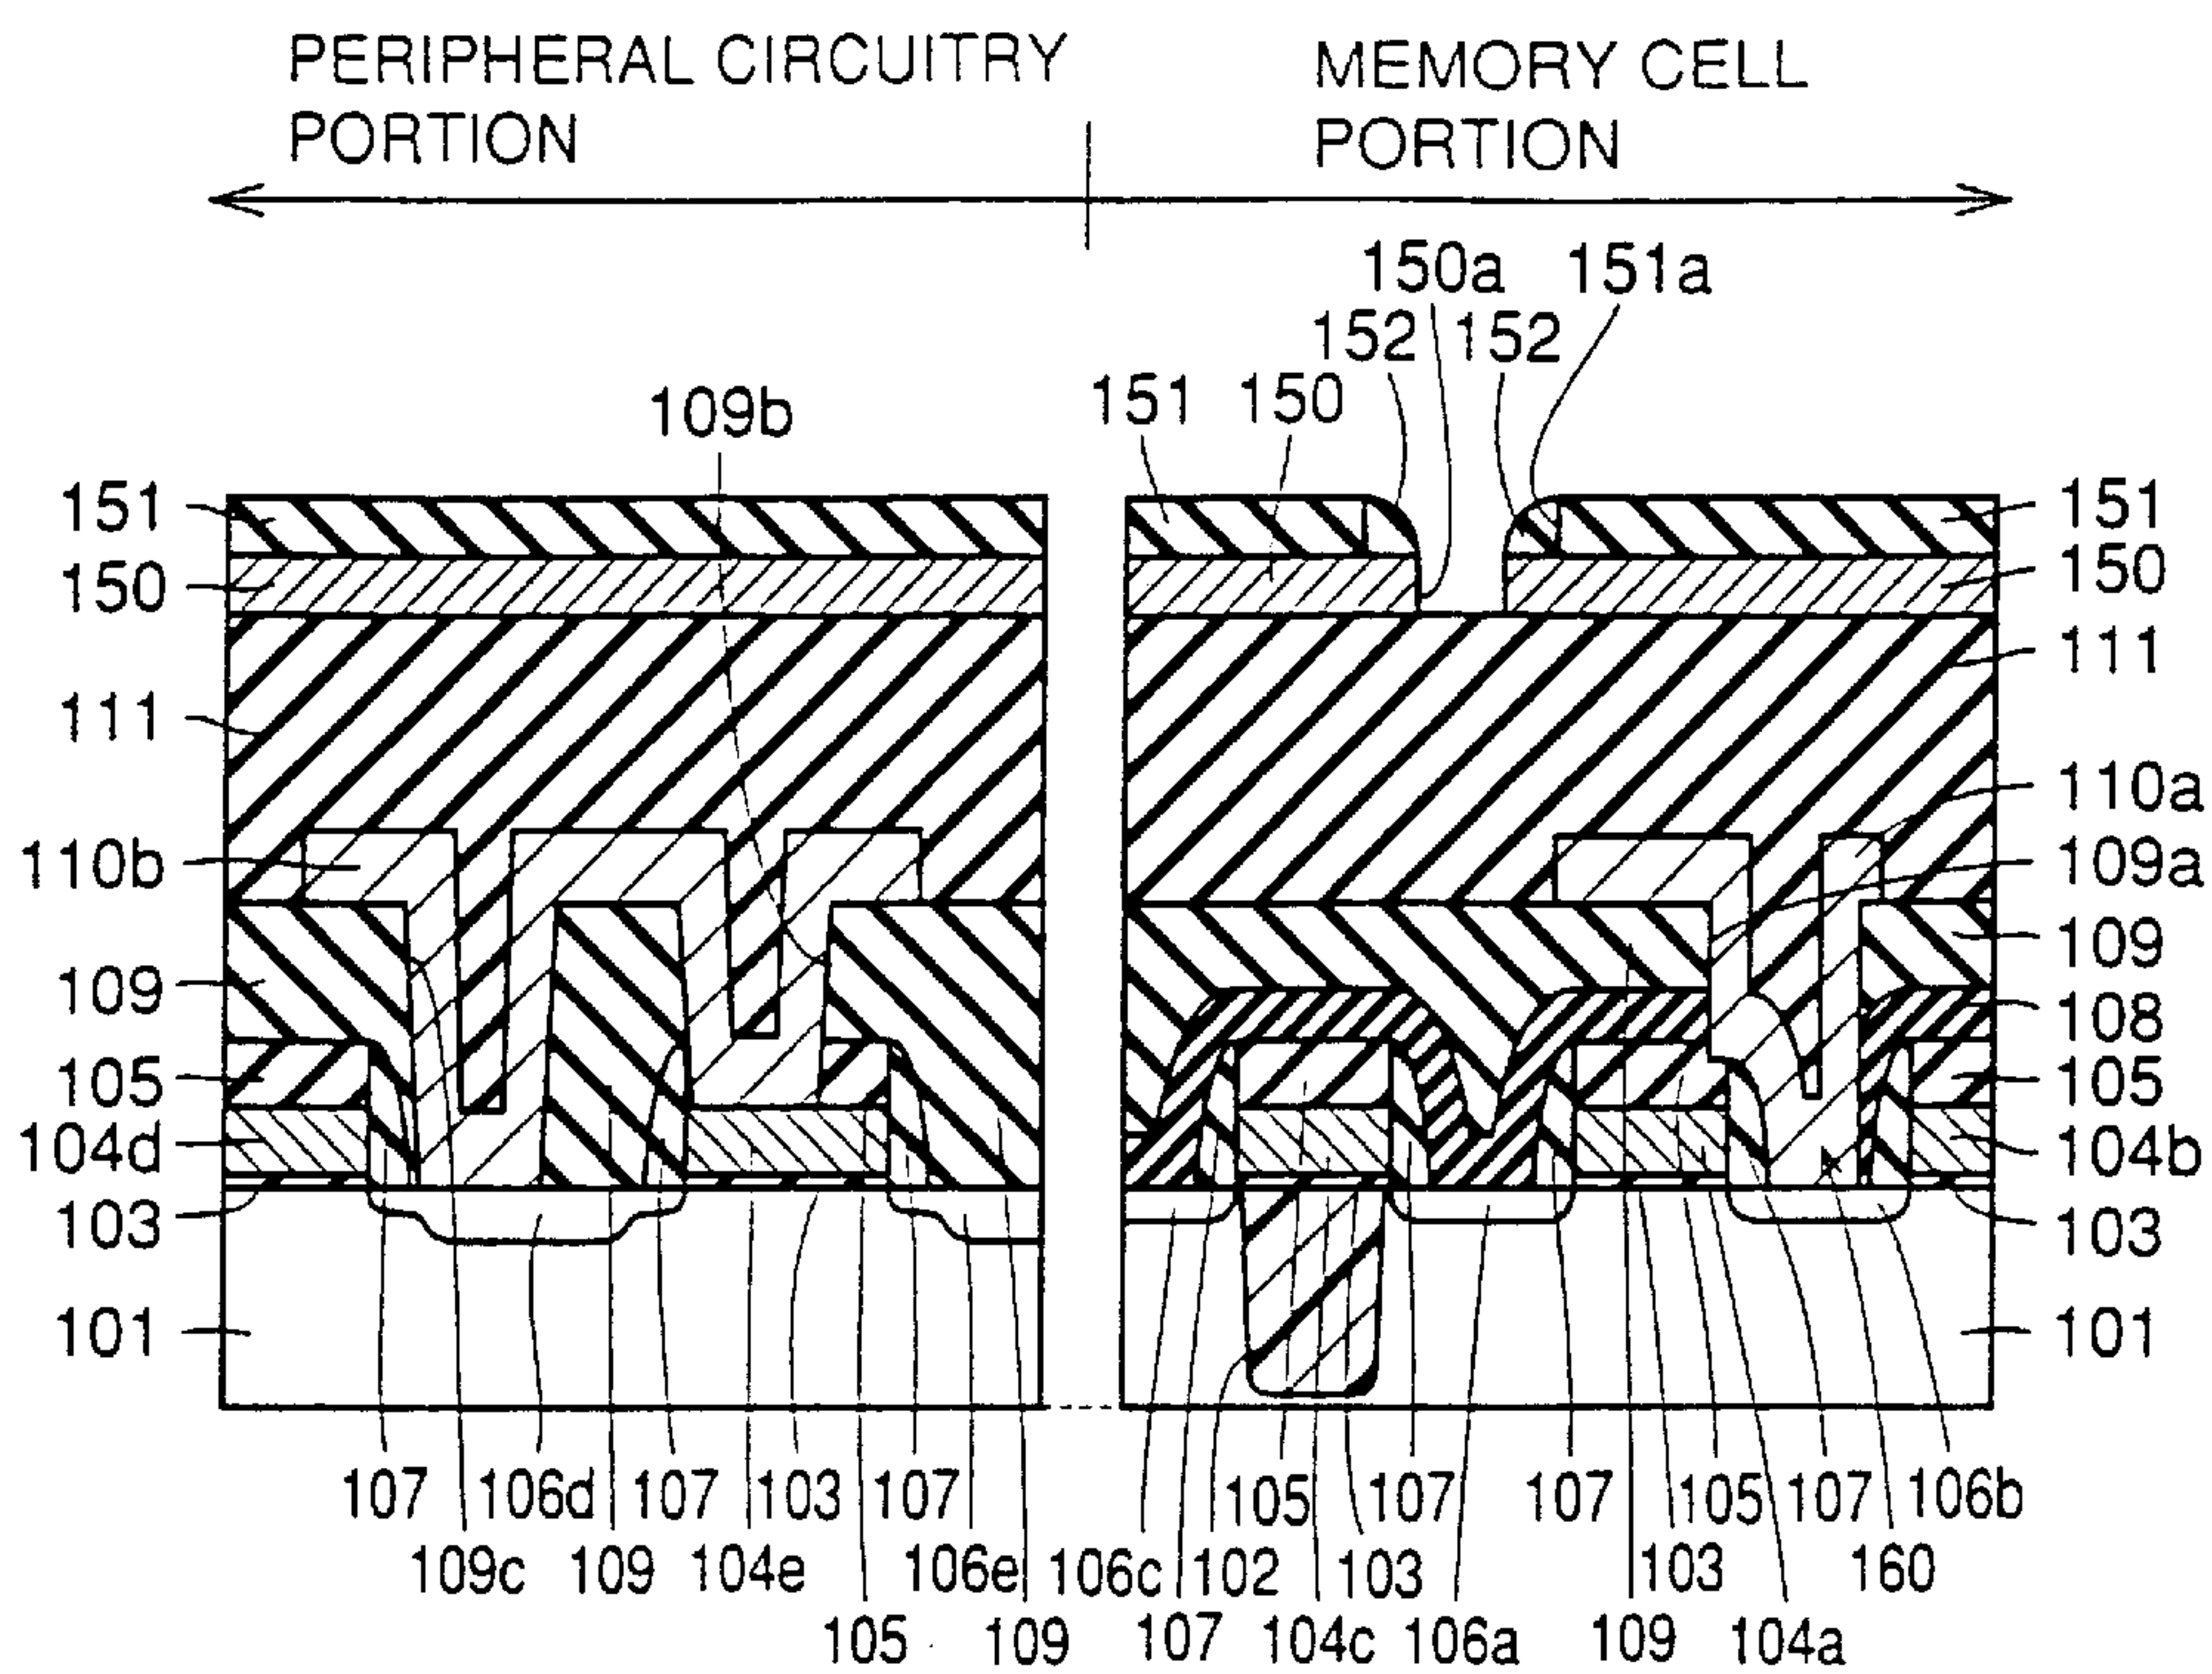 PERIPHERAL CIRCUITRY
PORTION
MEMORY CELL
PORTION
150a 151a
152 152
109b
151 150
151
150
111
110b
109
105
104d
103
101
151
150
111
110a
109a
109
108
105
104b
103
101
107 106d 107 103 107
105 107 107 105 107 106b
109c 109 104e 106e
106c 102 103 103 160
105 109
107 104c 106a 109 104a